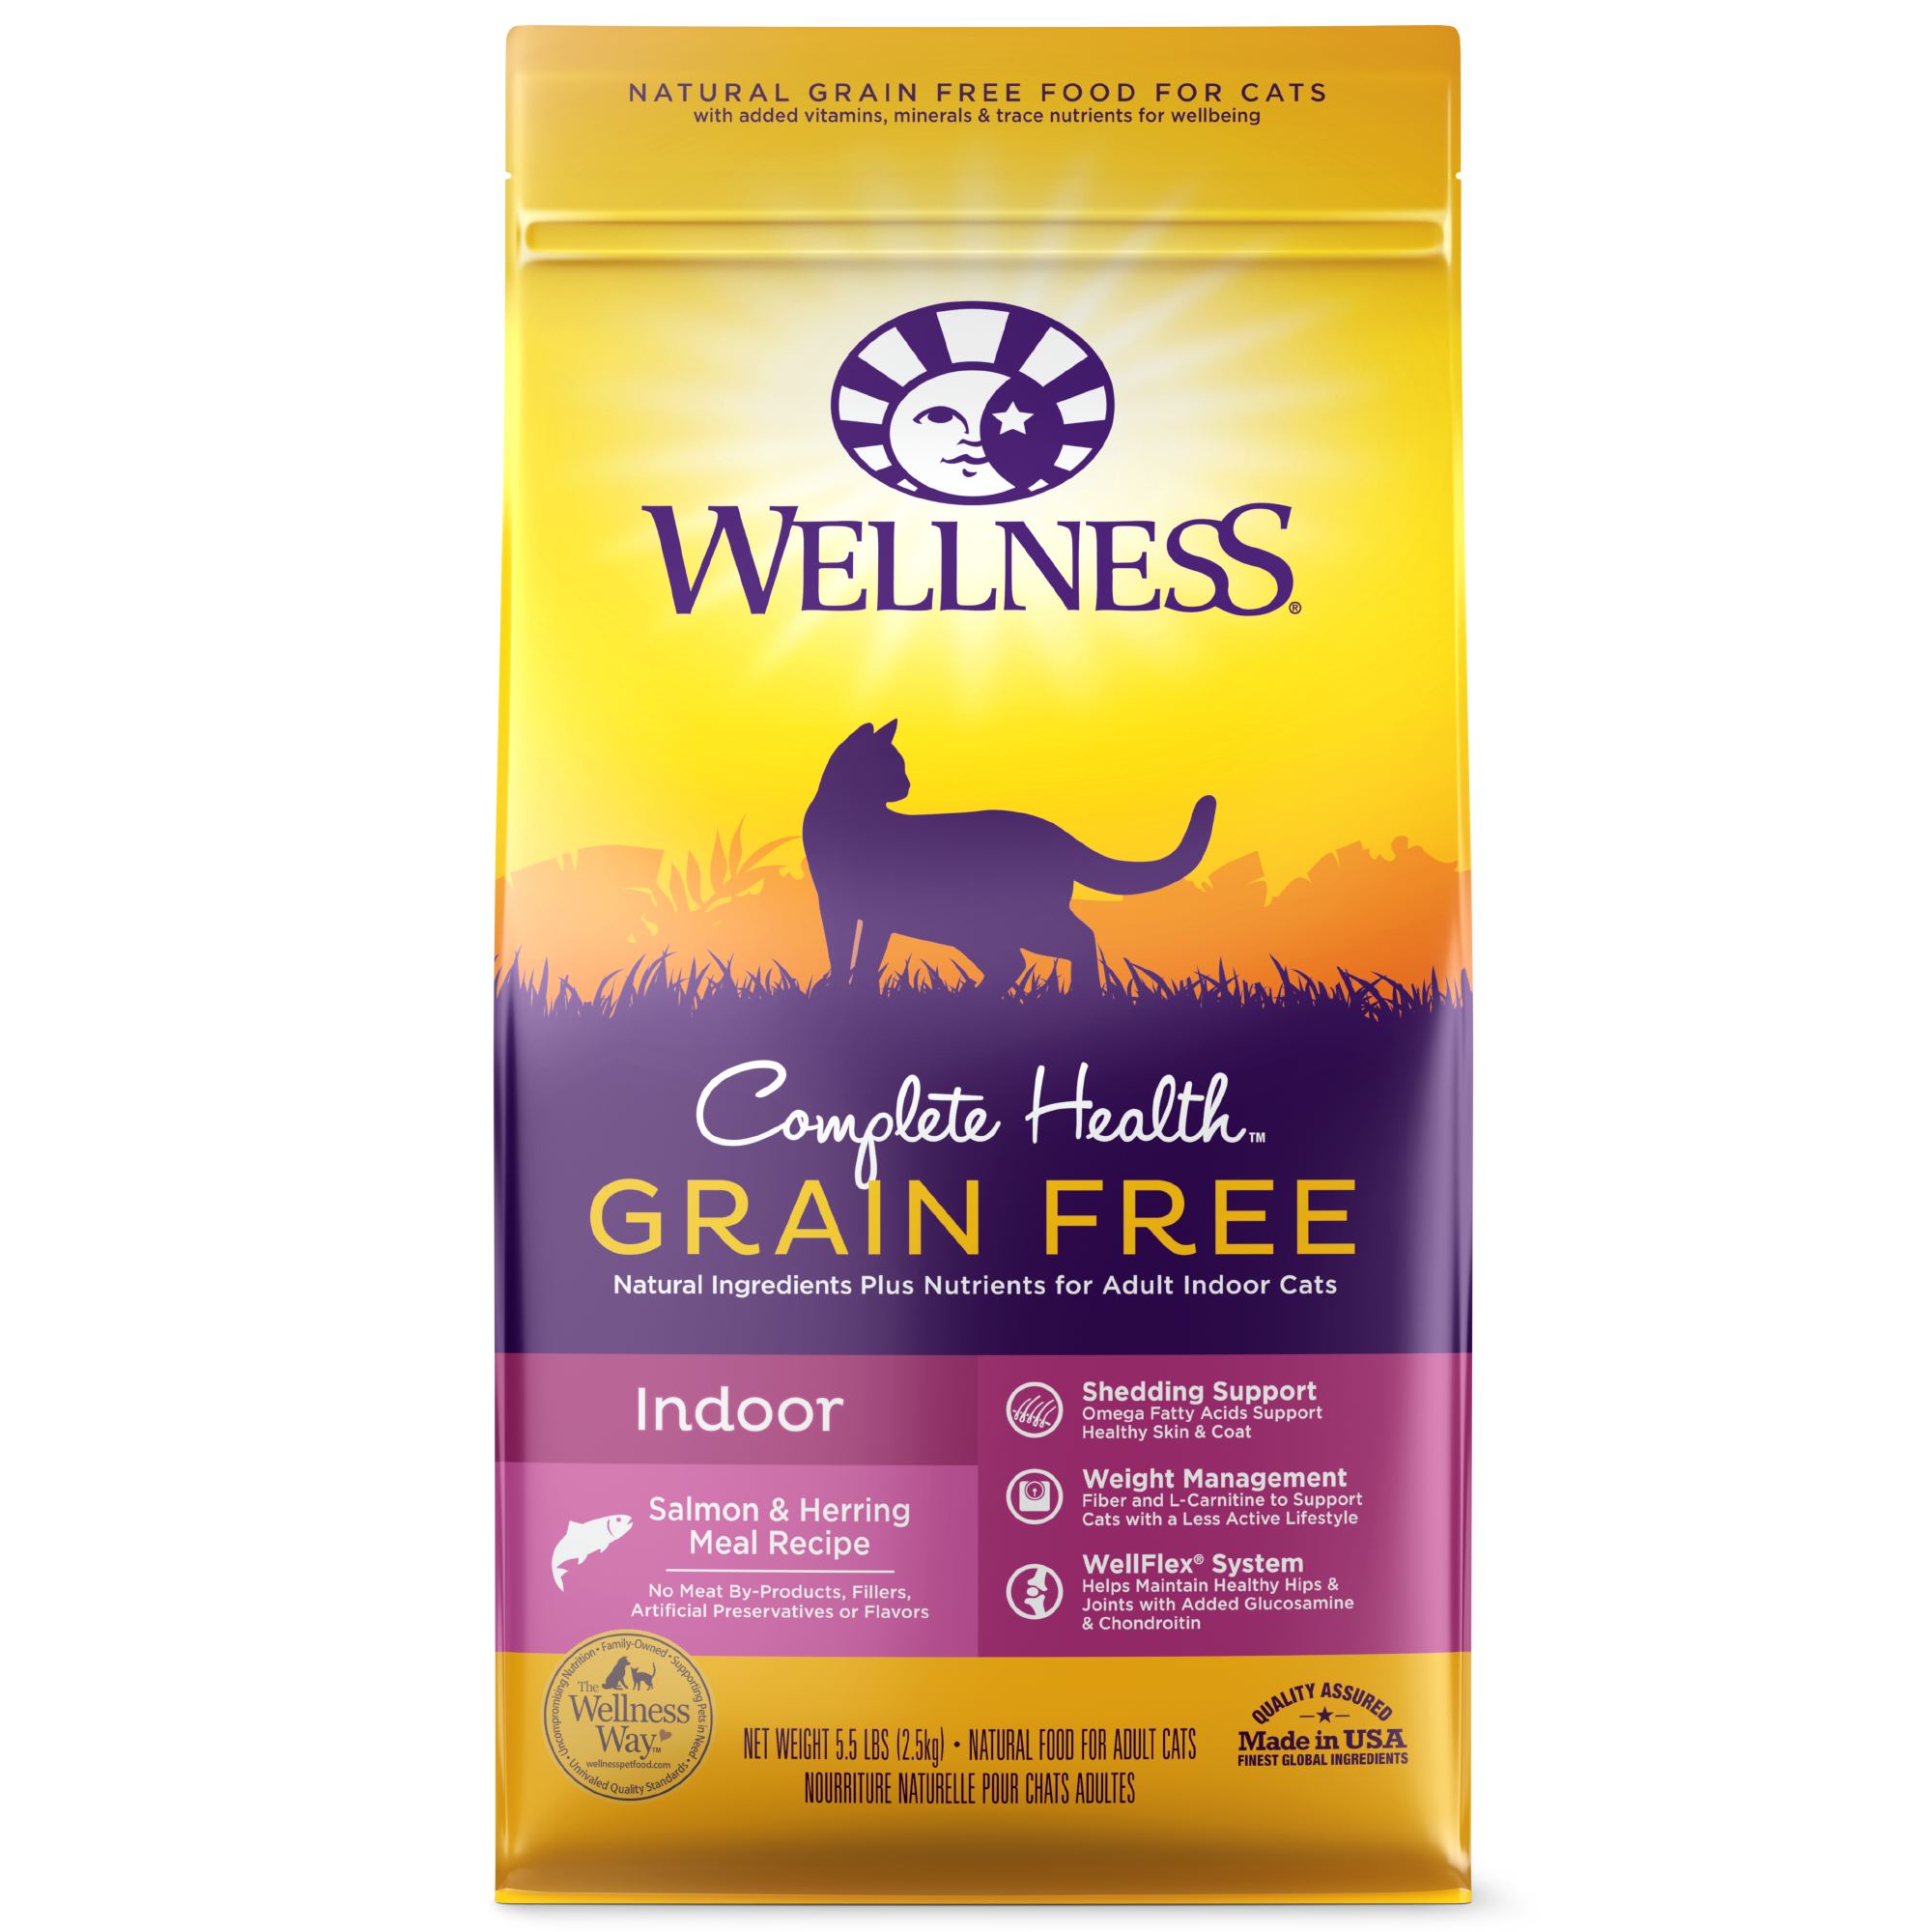 NATURAL GRAIN FREE FOOD FOR CATS
with added vitamins, minerals & trace nutrients for wellbeing
WELLNESS®
Complete Health™
GRAIN FREE
Natural Ingredients Plus Nutrients for Adult Indoor Cats
Indoor
Salmon & Herring
Meal Recipe
No Meat By-Products, Fillers,
Artificial Preservatives or Flavors
Shedding Support
Omega Fatty Acids Support
Healthy Skin & Coat
Weight Management
Fiber and L-Carnitine to Support
Cats with a Less Active Lifestyle
WellFlex® System
Helps Maintain Healthy Hips &
Joints with Added Glucosamine
& Chondroitin
• Uncompromising Nutrition • Family-Owned • Supporting Pets in Need • Unrivaled Quality Standards
The
Wellness
Way™
wellnesspetfood.com
NET WEIGHT 5.5 LBS (2.5kg) • NATURAL FOOD FOR ADULT CATS
NOURRITURE NATURELLE POUR CHATS ADULTES
QUALITY ASSURED
Made in USA
FINEST GLOBAL INGREDIENTS